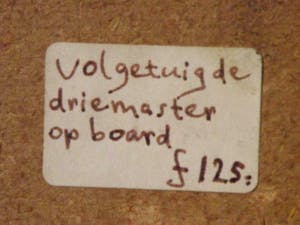 Volgetuigde
driemaster
op board
ƒ 125: